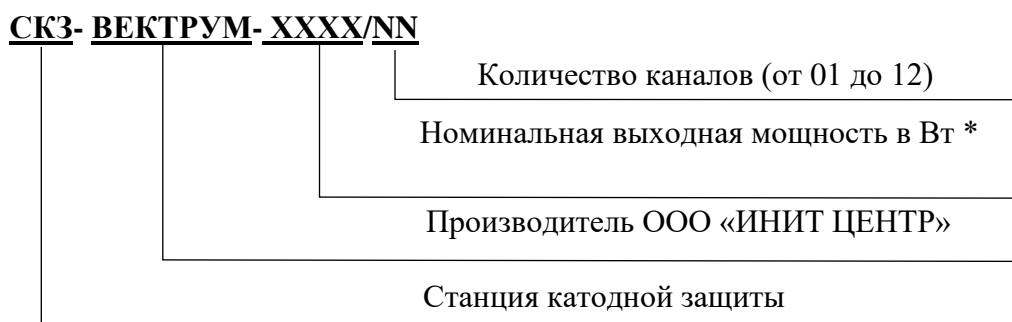 СКЗ- ВЕКТРУМ- ХХХХ/NN
Количество каналов (от 01 до 12)
Номинальная выходная мощность в Вт *
Производитель ООО «ИНИТ ЦЕНТР»
Станция катодной защиты